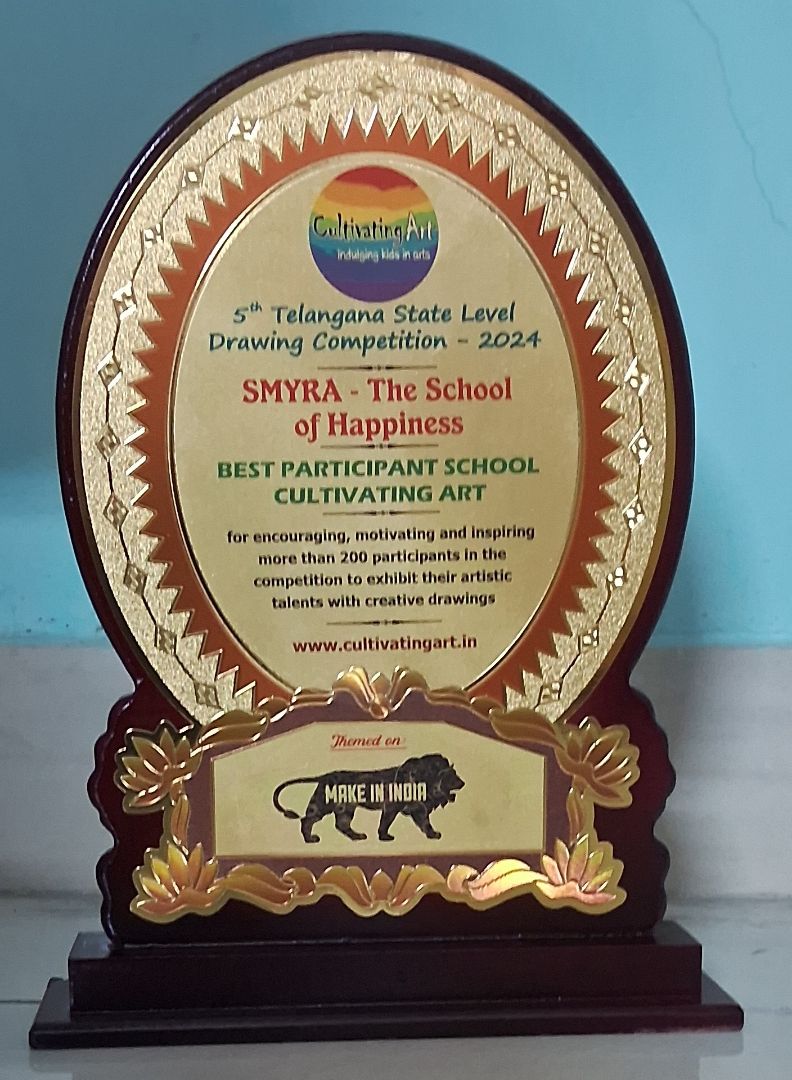 Cultivating Art
indulging kids in arts
5th Telangana State Level
Drawing Competition - 2024
SMYRA - The School
of Happiness
BEST PARTICIPANT SCHOOL
CULTIVATING ART
for encouraging, motivating and inspiring
more than 200 participants in the
competition to exhibit their artistic
talents with creative drawings
www.cultivatingart.in
Themed on:
MAKE IN INDIA